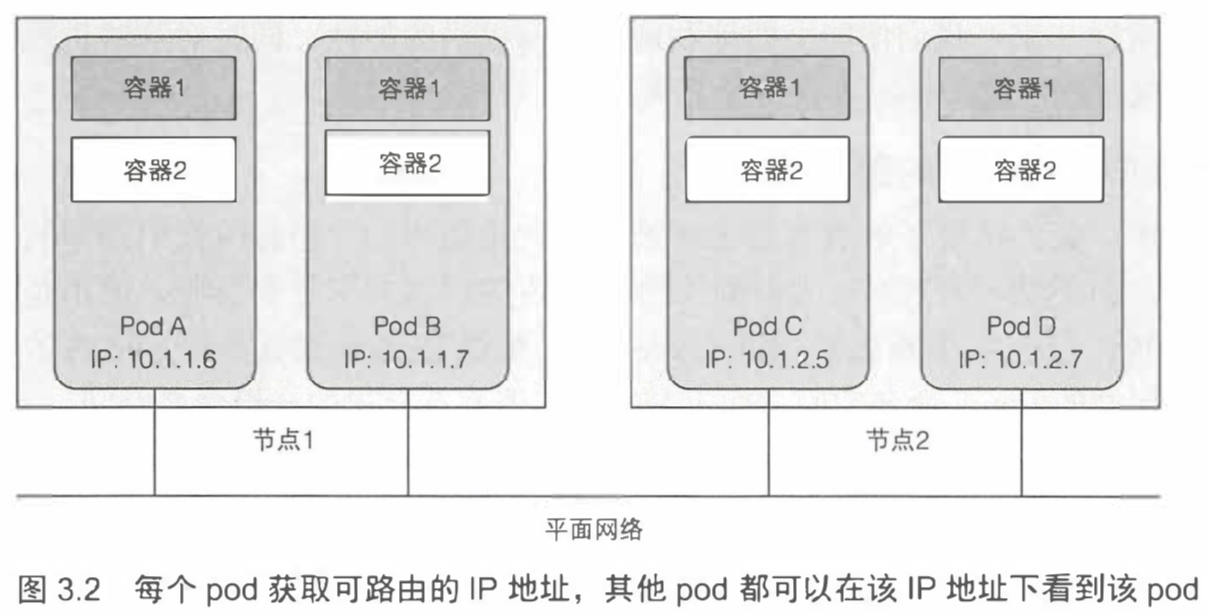 容器1
容器2
Pod A
IP: 10.1.1.6
容器1
容器2
Pod B
IP: 10.1.1.7
节点1
容器1
容器2
Pod C
IP: 10.1.2.5
容器1
容器2
Pod D
IP: 10.1.2.7
节点2
平面网络
图 3.2 每个 pod 获取可路由的 IP 地址，其他 pod 都可以在该 IP 地址下看到该 pod